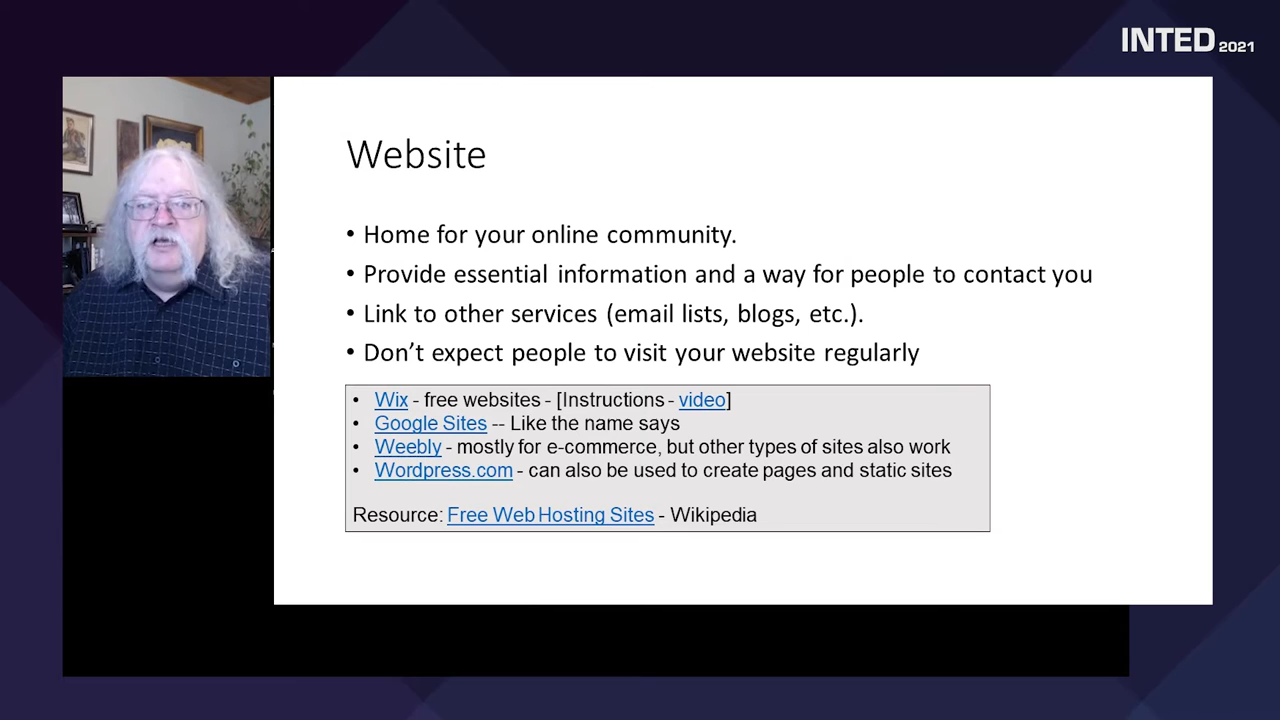 INTED 2021
Website
• Home for your online community.
• Provide essential information and a way for people to contact you
• Link to other services (email lists, blogs, etc.).
• Don’t expect people to visit your website regularly
• Wix - free websites - [Instructions - video]
• Google Sites -- Like the name says
• Weebly - mostly for e-commerce, but other types of sites also work
• Wordpress.com - can also be used to create pages and static sites
Resource: Free Web Hosting Sites - Wikipedia